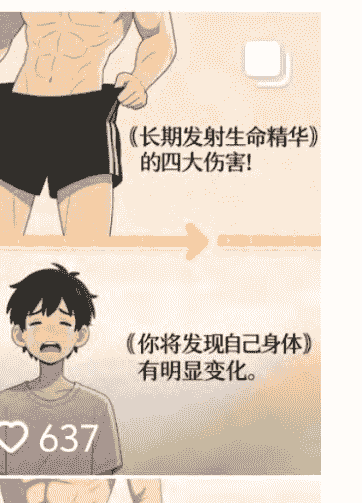 《长期发射生命精华》
的四大伤害!
《你将发现自己身体》
有明显变化。
637